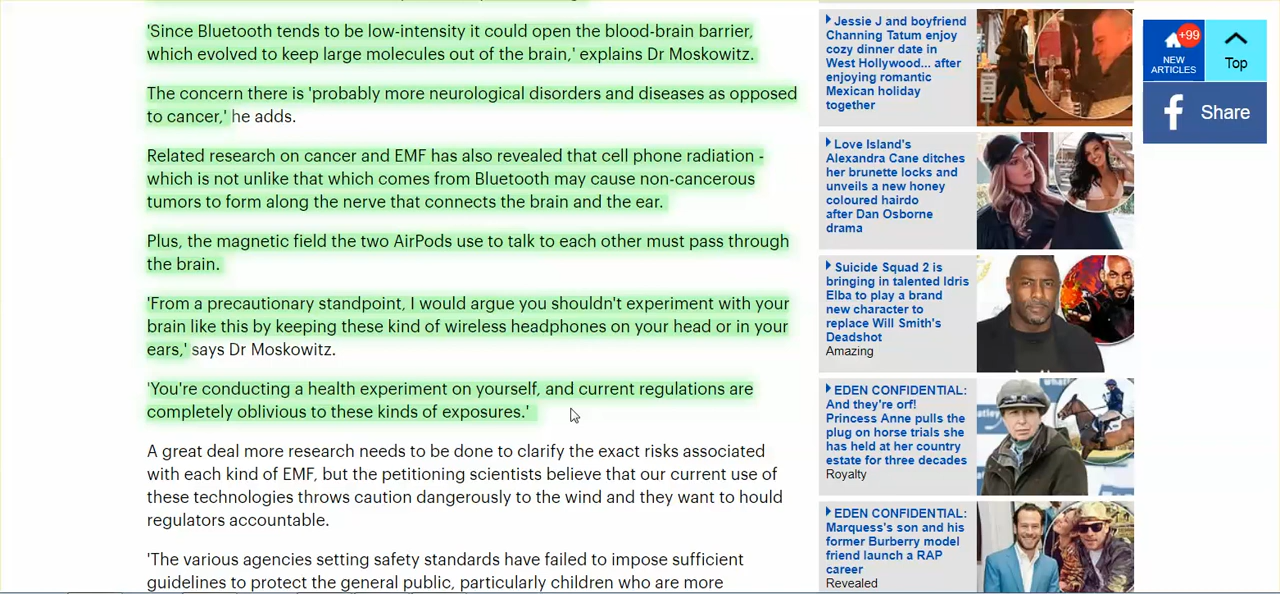 'Since Bluetooth tends to be low-intensity it could open the blood-brain barrier,
which evolved to keep large molecules out of the brain,' explains Dr Moskowitz.
The concern there is 'probably more neurological disorders and diseases as opposed
to cancer,' he adds.
Related research on cancer and EMF has also revealed that cell phone radiation -
which is not unlike that which comes from Bluetooth may cause non-cancerous
tumors to form along the nerve that connects the brain and the ear.
Plus, the magnetic field the two AirPods use to talk to each other must pass through
the brain.
'From a precautionary standpoint, I would argue you shouldn't experiment with your
brain like this by keeping these kind of wireless headphones on your head or in your
ears,' says Dr Moskowitz.
'You're conducting a health experiment on yourself, and current regulations are
completely oblivious to these kinds of exposures.'
A great deal more research needs to be done to clarify the exact risks associated
with each kind of EMF, but the petitioning scientists believe that our current use of
these technologies throws caution dangerously to the wind and they want to hould
regulators accountable.
'The various agencies setting safety standards have failed to impose sufficient
guidelines to protect the general public, particularly children who are more
Jessie J and boyfriend
Channing Tatum enjoy
cozy dinner date in
West Hollywood... after
enjoying romantic
Mexican holiday
together
Love Island's
Alexandra Cane ditches
her brunette locks and
unveils a new honey
coloured hairdo
after Dan Osborne
drama
Suicide Squad 2 is
bringing in talented Idris
Elba to play a brand
new character to
replace Will Smith's
Deadshot
Amazing
EDEN CONFIDENTIAL:
And they're orf!
Princess Anne pulls the
plug on horse trials she
has held at her country
estate for three decades
Royalty
EDEN CONFIDENTIAL:
Marquess's son and his
former Burberry model
friend launch a RAP
career
Revealed
+99
NEW
ARTICLES
Top
Share